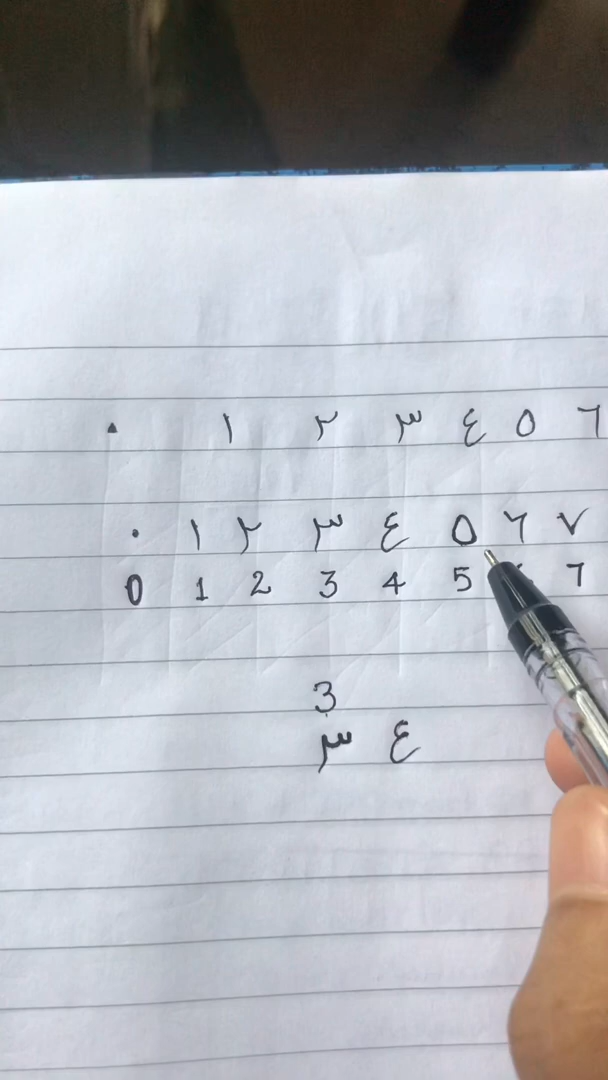 ٠ ١ ٢ ٣ ٤ ٥ ٦
٠ ١ ٢ ٣ ٤ ٥ ٦ ٧
0 1 2 3 4 5 7
3
٣ ٤